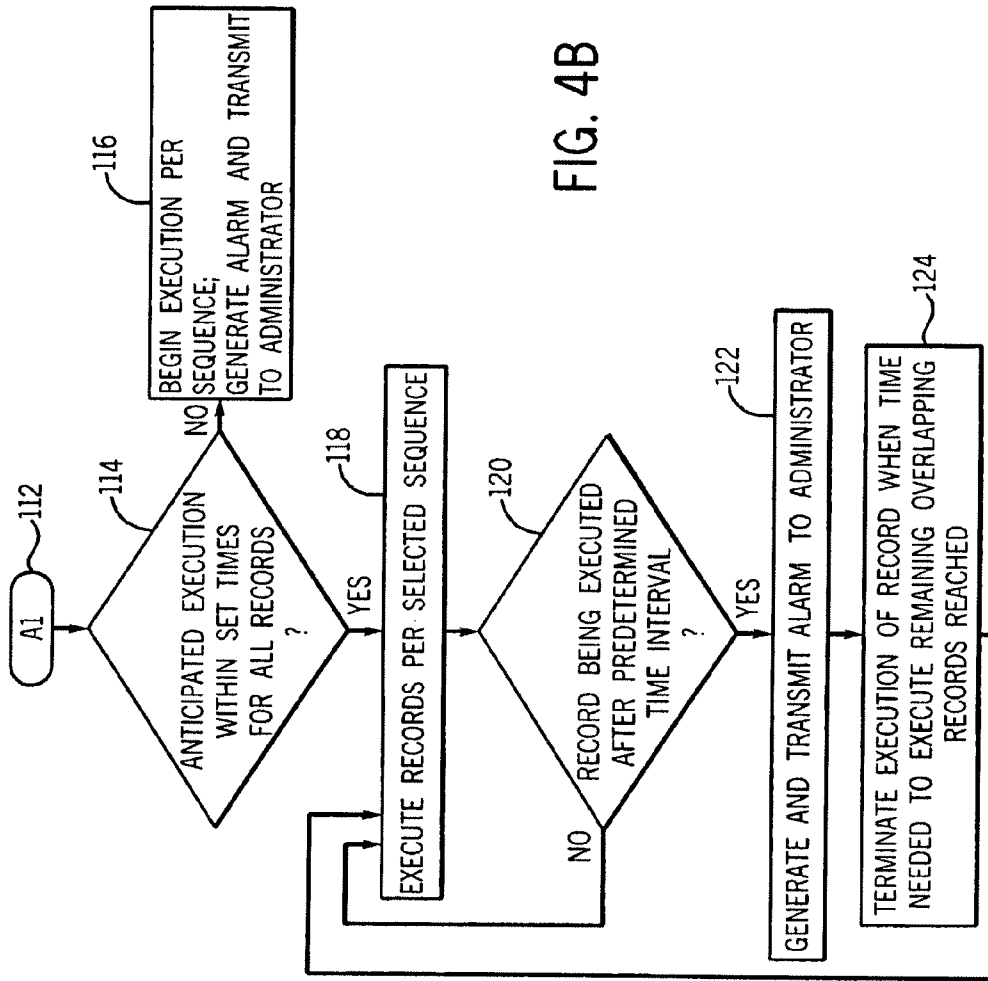 112
A1
114
ANTICIPATED EXECUTION
WITHIN SET TIMES
FOR ALL RECORDS
?
NO
116
BEGIN EXECUTION PER
SEQUENCE;
GENERATE ALARM AND TRANSMIT
TO ADMINISTRATOR
YES
118
EXECUTE RECORDS PER SELECTED SEQUENCE
120
RECORD BEING EXECUTED
AFTER PREDETERMINED
TIME INTERVAL
?
NO
YES
122
GENERATE AND TRANSMIT ALARM TO ADMINISTRATOR
124
TERMINATE EXECUTION OF RECORD WHEN TIME
NEEDED TO EXECUTE REMAINING OVERLAPPING
RECORDS REACHED
FIG. 4B